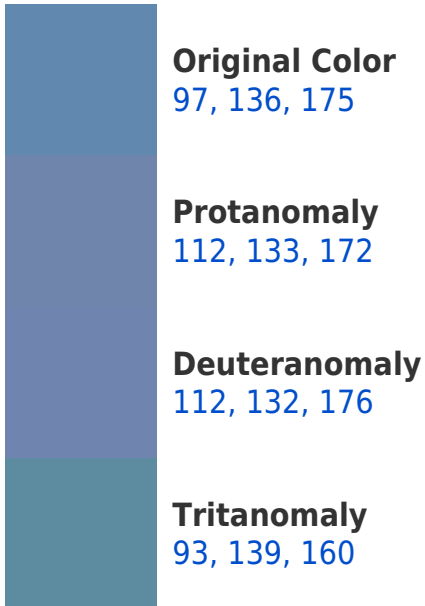 Original Color
97, 136, 175
Protanomaly
112, 133, 172
Deuteranomaly
112, 132, 176
Tritanomaly
93, 139, 160